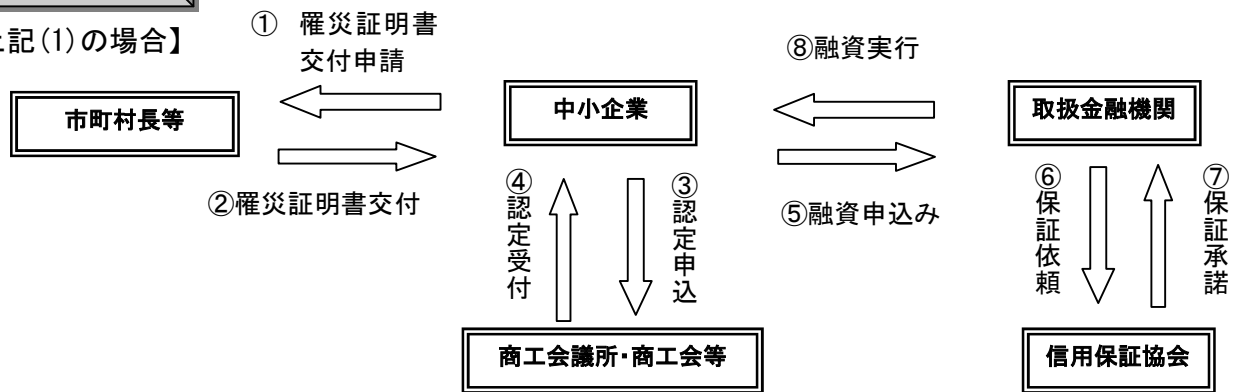 記(1)の場合】
① 罹災証明書
交付申請
⑧融資実行
市町村長等
中小企業
取扱金融機関
②罹災証明書交付
④認定受付
③認定申込
⑤融資申込み
⑥保証依頼
⑦保証承諾
商工会議所・商工会等
信用保証協会